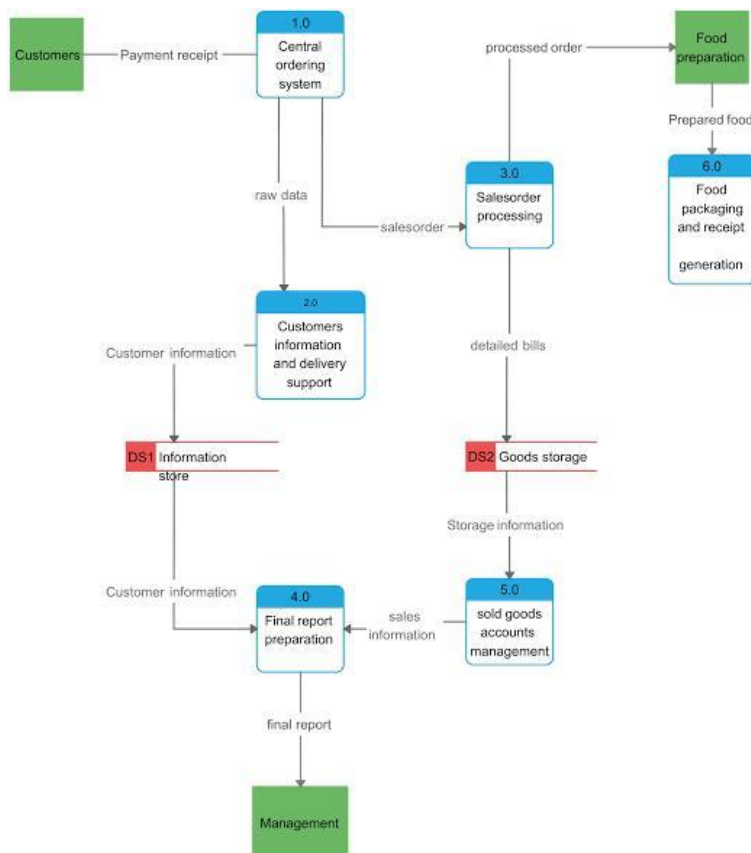 1.0
Central
ordering
system
Customers
Payment receipt
processed order
Food
preparation
Prepared food
6.0
Food
packaging
and receipt
generation
3.0
Salesorder
processing
raw data
salesorder
2.0
Customers
information
and delivery
support
Customer information
detailed bills
DS1 Information
store
DS2 Goods storage
Storage information
Customer information
4.0
Final report
preparation
sales
information
5.0
sold goods
accounts
management
final report
Management